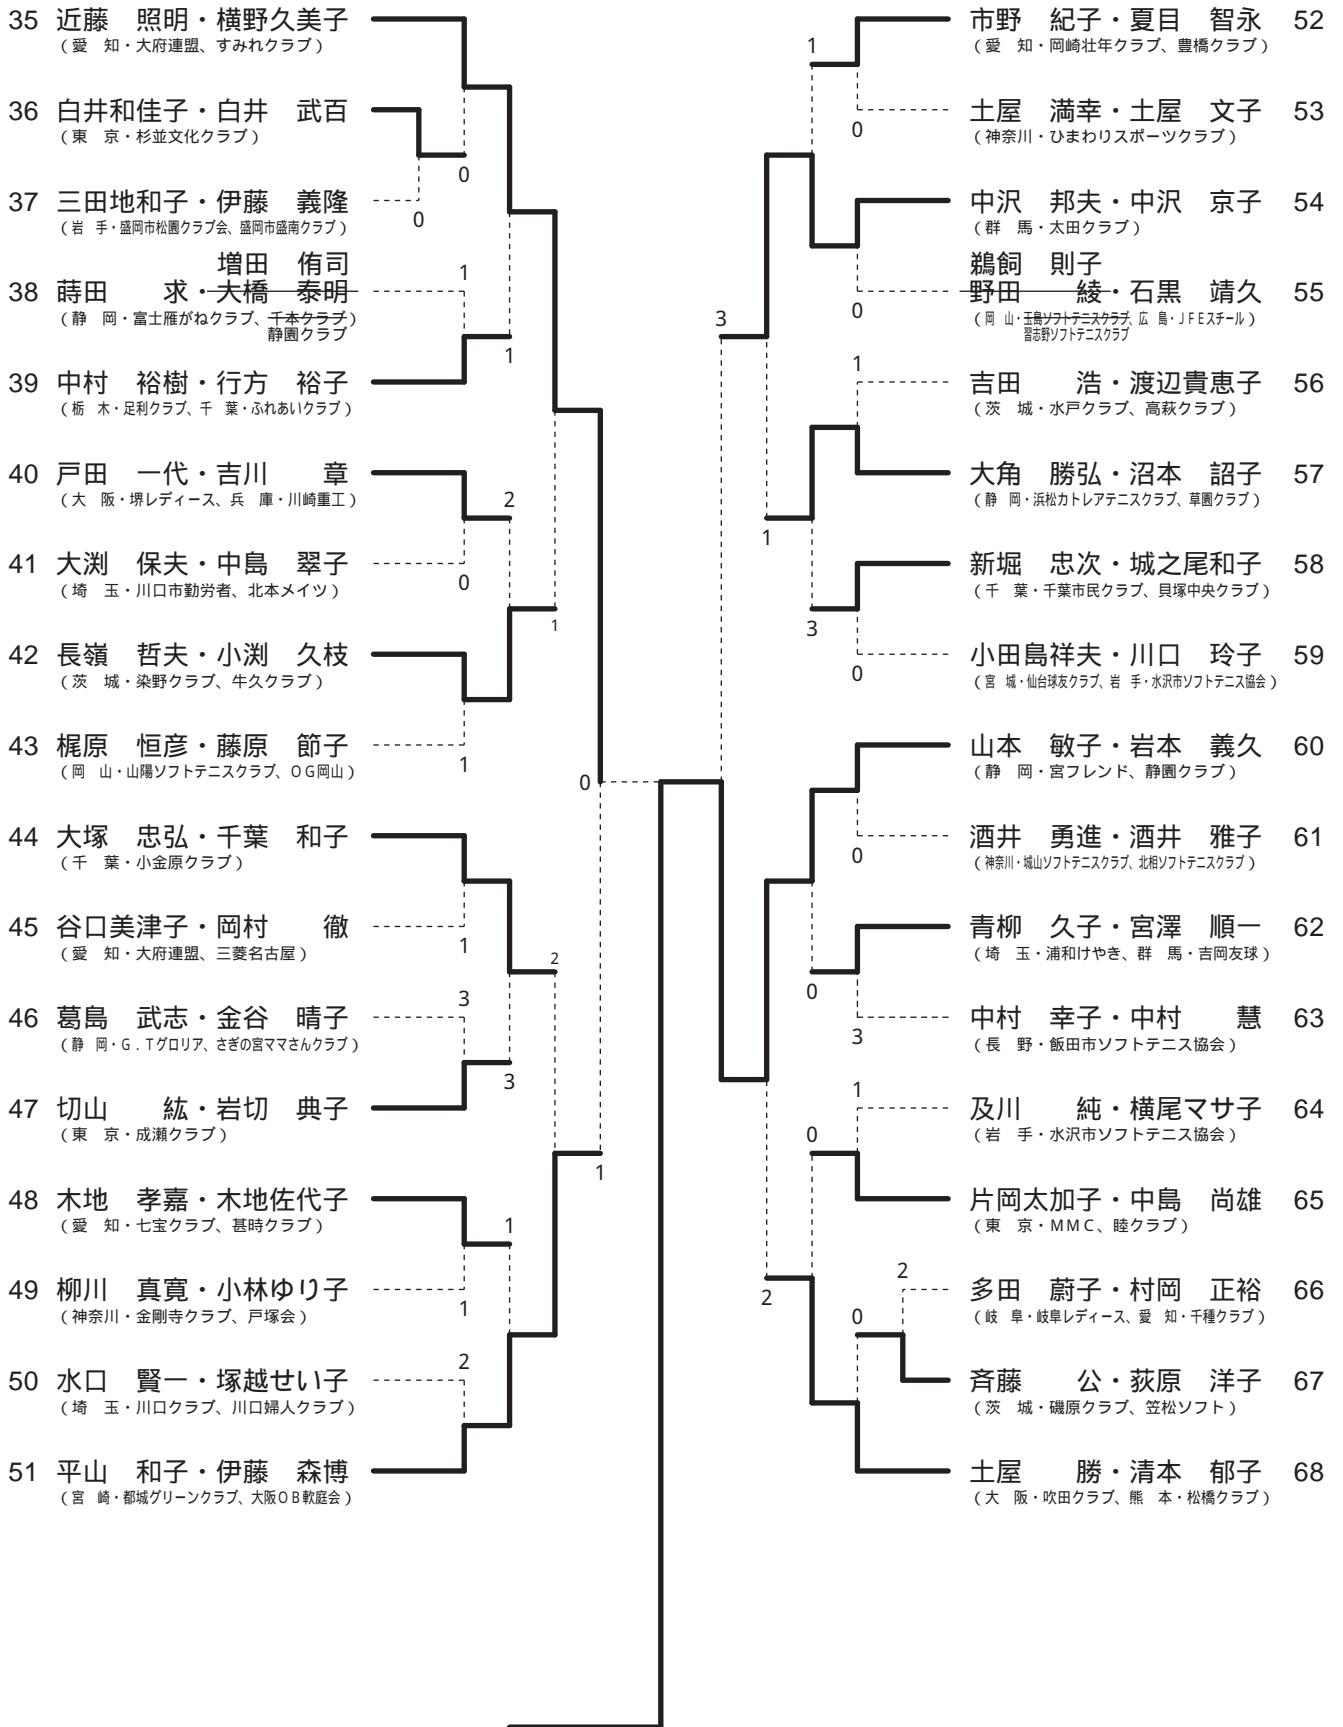 35 近藤　照明・横野久美子
（愛　知・大府連盟、すみれクラブ）
36 白井和佳子・白井　武百
（東　京・杉並文化クラブ）
0
37 三田地和子・伊藤　義隆
0
（岩　手・盛岡市松園クラブ会、盛岡市盛南クラブ）
増田　侑司
1
38 蒔田　　求・大橋　泰明
（静　岡・富士雁がねクラブ、千本クラブ）
静園クラブ
1
39 中村　裕樹・行方　裕子
（栃　木・足利クラブ、千　葉・ふれあいクラブ）
40 戸田　一代・吉川　　章
2
（大　阪・堺レディース、兵　庫・川崎重工）
41 大渕　保夫・中島　翠子
0
（埼　玉・川口市勤労者、北本メイツ）
1
42 長嶺　哲夫・小渕　久枝
（茨　城・染野クラブ、牛久クラブ）
43 梶原　恒彦・藤原　節子
1
（岡　山・山陽ソフトテニスクラブ、ＯＧ岡山）
0
44 大塚　忠弘・千葉　和子
（千　葉・小金原クラブ）
45 谷口美津子・岡村　　徹
1
（愛　知・大府連盟、三菱名古屋）
2
3
46 葛島　武志・金谷　晴子
（静　岡・Ｇ．Ｔグロリア、さぎの宮ママさんクラブ）
3
47 切山　　紘・岩切　典子
（東　京・成瀬クラブ）
1
48 木地　孝嘉・木地佐代子
1
（愛　知・七宝クラブ、甚時クラブ）
49 柳川　真寛・小林ゆり子
1
（神奈川・金剛寺クラブ、戸塚会）
2
50 水口　賢一・塚越せい子
（埼　玉・川口クラブ、川口婦人クラブ）
51 平山　和子・伊藤　森博
（宮　崎・都城グリーンクラブ、大阪ＯＢ軟庭会）
市野　紀子・夏目　智永 52
1
（愛　知・岡崎壮年クラブ、豊橋クラブ）
土屋　満幸・土屋　文子 53
0
（神奈川・ひまわりスポーツクラブ）
中沢　邦夫・中沢　京子 54
（群　馬・太田クラブ）
鵜飼　則子
野田　　綾・石黒　靖久 55
0
（岡　山・玉島ソフトテニスクラブ、広　島・ＪＦＥスチール）
3
習志野ソフトテニスクラブ
1
吉田　　浩・渡辺貴恵子 56
（茨　城・水戸クラブ、高萩クラブ）
大角　勝弘・沼本　詔子 57
（静　岡・浜松カトレアテニスクラブ、草園クラブ）
1
新堀　忠次・城之尾和子 58
（千　葉・千葉市民クラブ、貝塚中央クラブ）
3
小田島祥夫・川口　玲子 59
0
（宮　城・仙台球友クラブ、岩　手・水沢市ソフトテニス協会）
山本　敏子・岩本　義久 60
（静　岡・宮フレンド、静園クラブ）
酒井　勇進・酒井　雅子 61
0
（神奈川・城山ソフトテニスクラブ、北相ソフトテニスクラブ）
青柳　久子・宮澤　順一 62
（埼　玉・浦和けやき、群　馬・吉岡友球）
0
中村　幸子・中村　　慧 63
3
（長　野・飯田市ソフトテニス協会）
1
及川　　純・横尾マサ子 64
0
（岩　手・水沢市ソフトテニス協会）
片岡太加子・中島　尚雄 65
（東　京・ＭＭＣ、睦クラブ）
2
多田　蔚子・村岡　正裕 66
2
0
（岐　阜・岐阜レディース、愛　知・千種クラブ）
斉藤　　公・荻原　洋子 67
（茨　城・磯原クラブ、笠松ソフト）
土屋　　勝・清本　郁子 68
（大　阪・吹田クラブ、熊　本・松橋クラブ）